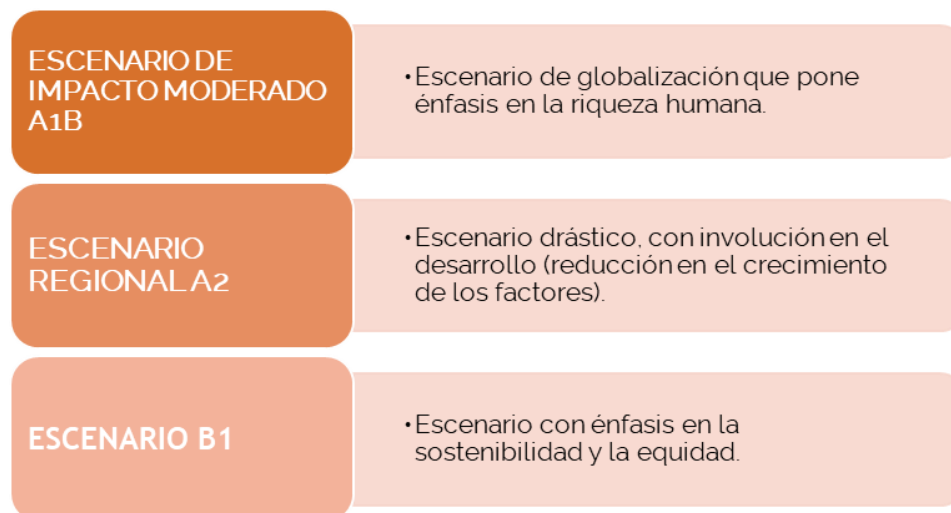 ESCENARIO DE
IMPACTO MODERADO
A1B
•Escenario de globalización que pone
énfasis en la riqueza humana.
ESCENARIO
REGIONAL A2
•Escenario drástico, con involución en el
desarrollo (reducción en el crecimiento
de los factores).
ESCENARIO B1
•Escenario con énfasis en la
sostenibilidad y la equidad.